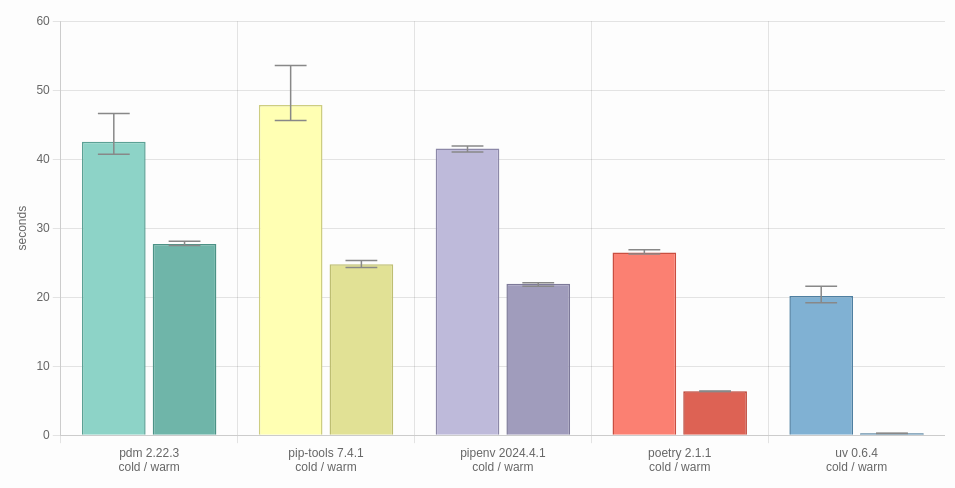 60
50
40
30
20
10
0
seconds
pdm 2.22.3
cold / warm
pip-tools 7.4.1
cold / warm
pipenv 2024.4.1
cold / warm
poetry 2.1.1
cold / warm
uv 0.6.4
cold / warm